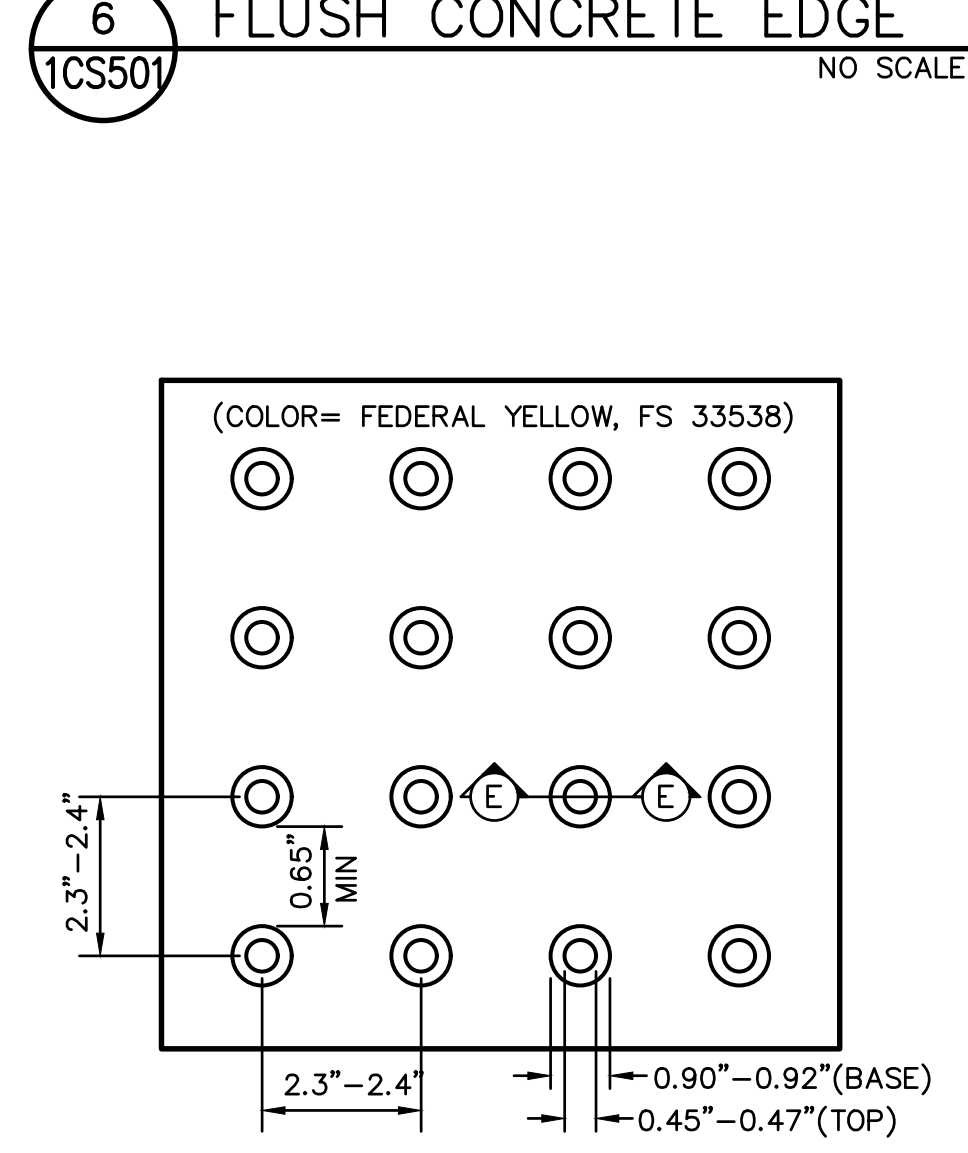 6
1CS501
FLUSH CONCRETE EDGE
NO SCALE
(COLOR= FEDERAL YELLOW, FS 33538)
E
E
2.3"-2.4"
0.65"
MIN
2.3"-2.4"
0.90"-0.92"(BASE)
0.45"-0.47"(TOP)